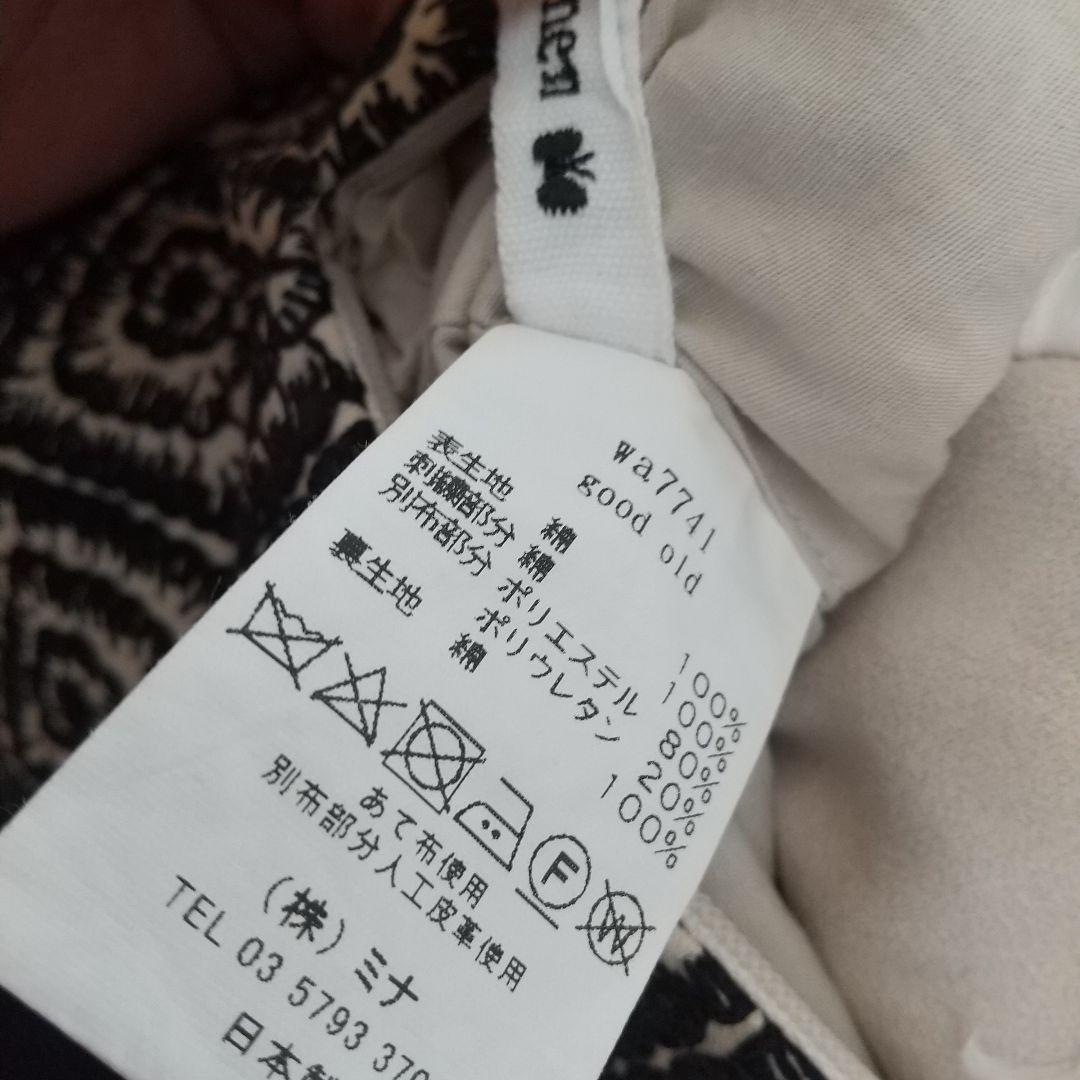 wa7741
good old
表生地 綿 100%
刺繍部分 綿 100%
別布部分 ポリエステル 80%
ポリウレタン 20%
裏生地 綿 100%
F
W
あて布使用
別布部分人工皮革使用
(株)ミナ
TEL 03 5793 370
日本製